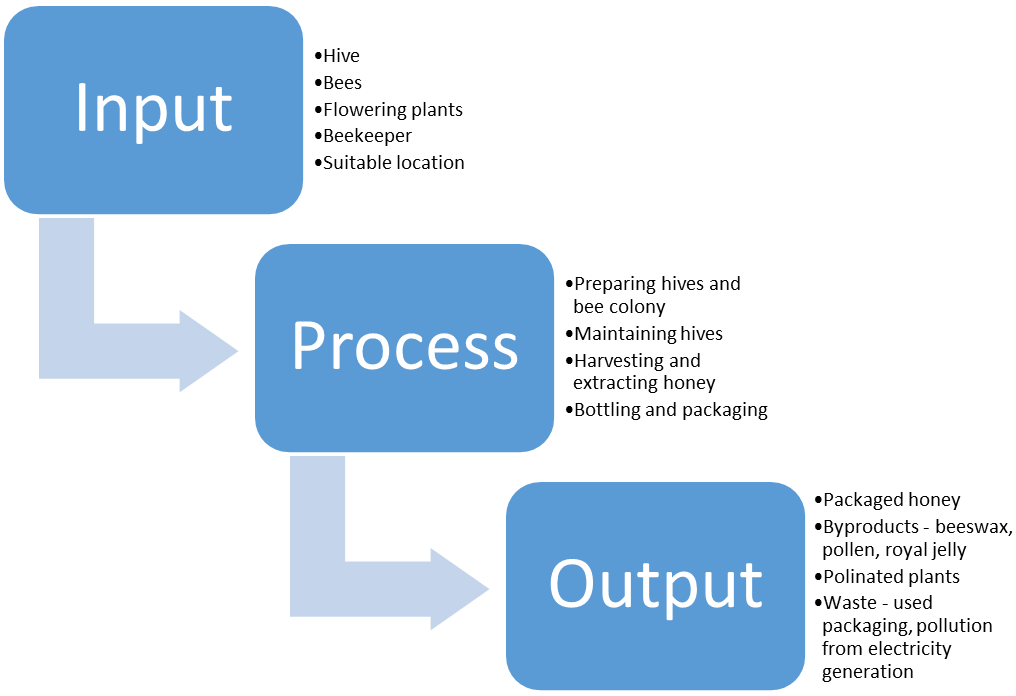 Input
•Hive
•Bees
•Flowering plants
•Beekeeper
•Suitable location
Process
•Preparing hives and
bee colony
•Maintaining hives
•Harvesting and
extracting honey
•Bottling and packaging
Output
•Packaged honey
•Byproducts - beeswax,
pollen, royal jelly
•Polinated plants
•Waste - used
packaging, pollution
from electricity
generation